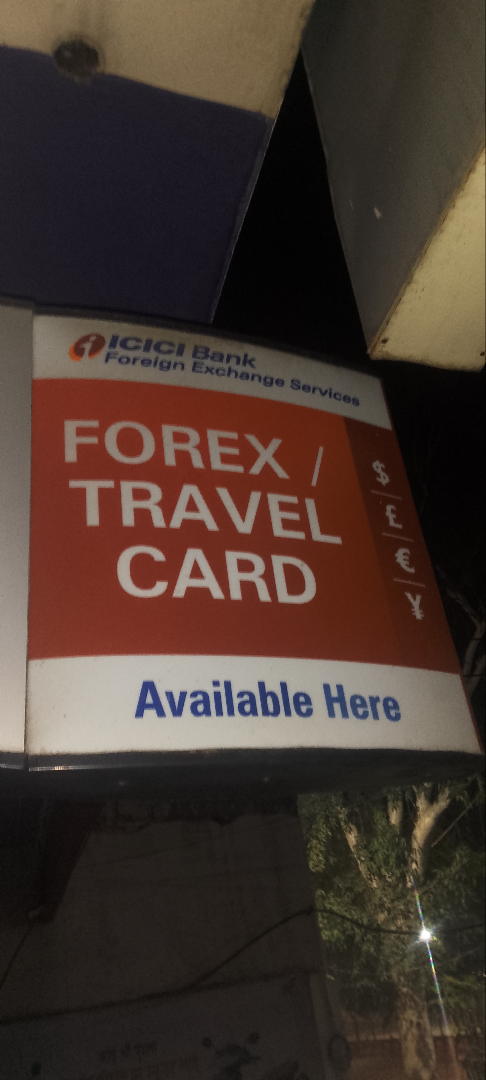 ICICI Bank
Foreign Exchange Services
FOREX /
TRAVEL
CARD
$
£
€
¥
Available Here